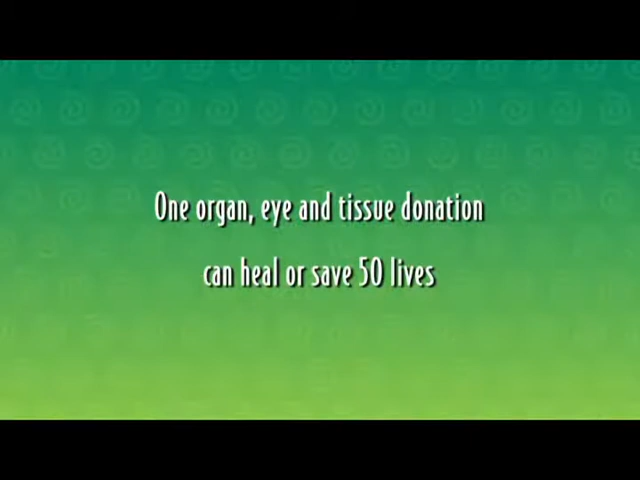 One organ, eye and tissue donation
can heal or save 50 lives